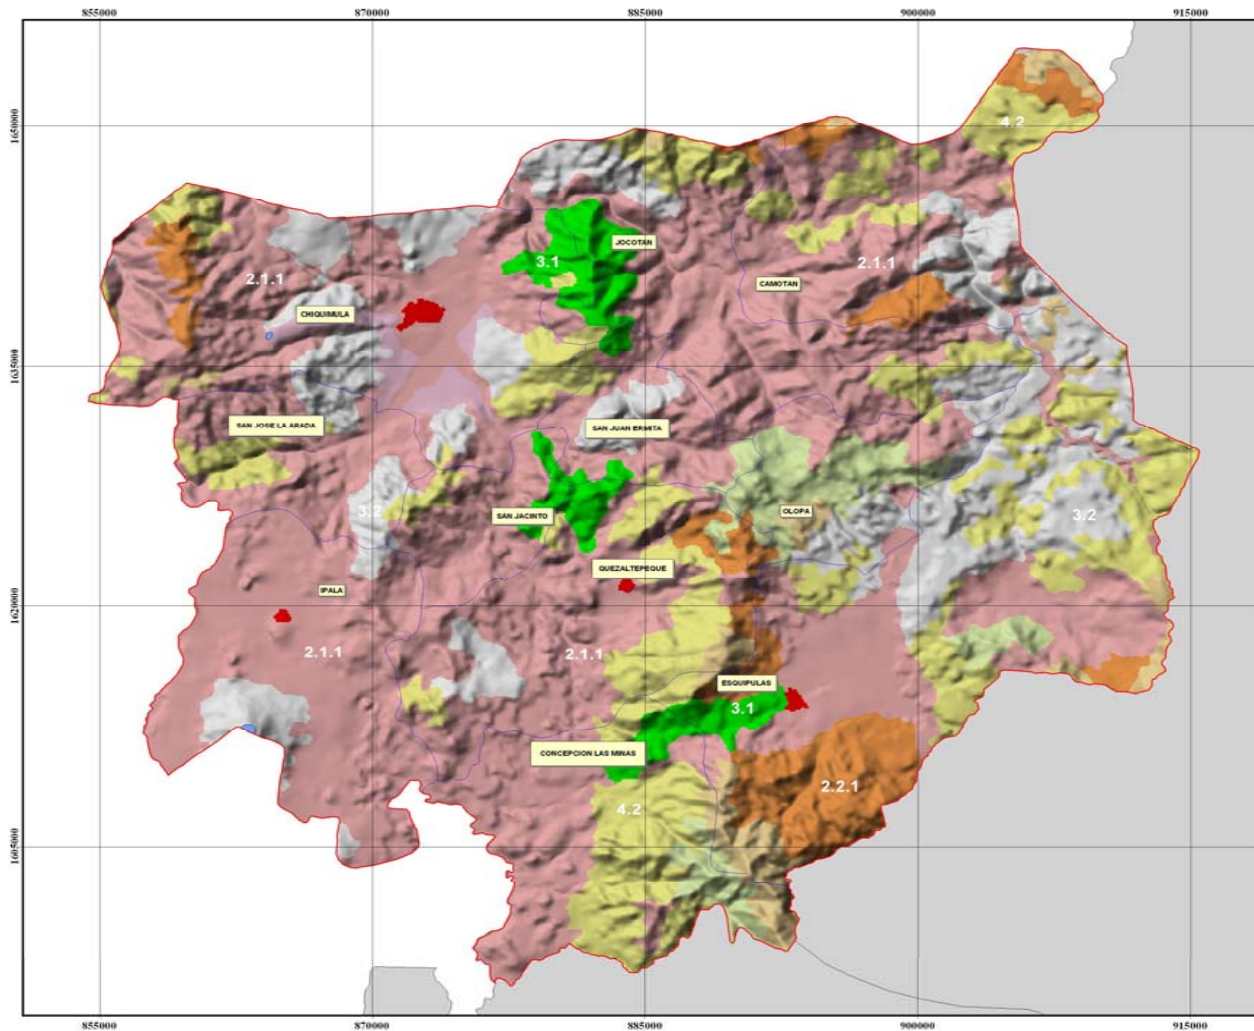 855000
870000
885000
900000
915000
1650000
4.2
JOCOTÁN
3.1
2.1.1
2.1.1
CAMOTAN
CHIQUIMULA
1635000
SAN JOSE LA ARADA
SAN JUAN ERMITA
3.2
SAN JACINTO
OLOPA
3.2
QUEZALTEPEQUE
IPALA
1620000
2.1.1
2.1.1
ESQUIPULAS
3.1
CONCEPCION LAS MINAS
2.2.1
4.2
1605000
855000
870000
885000
900000
915000